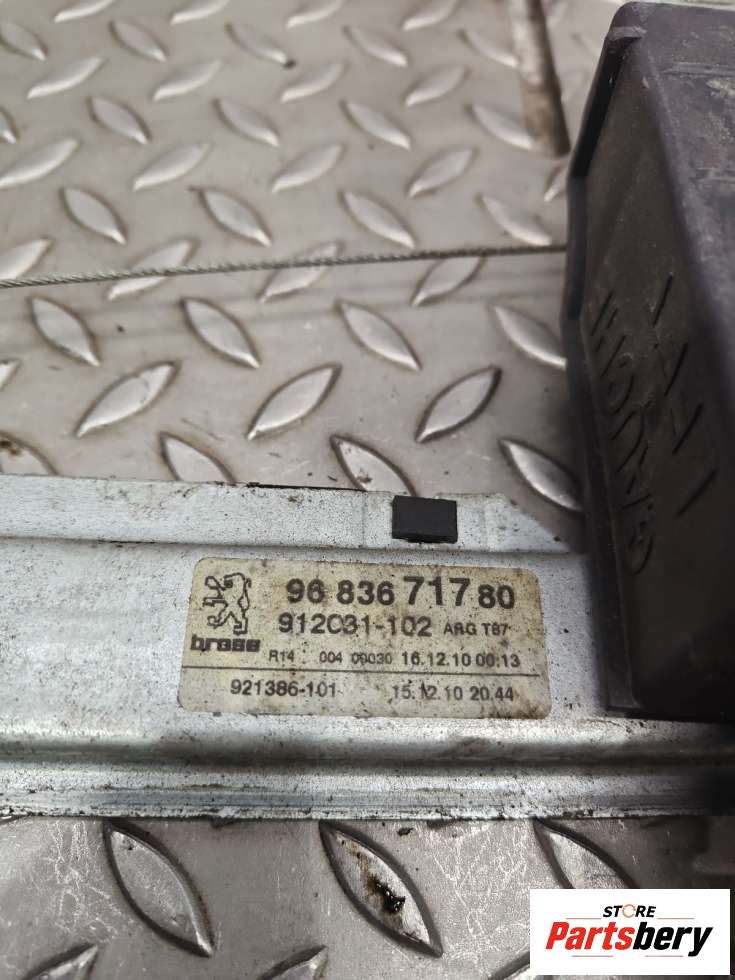 96 836 717 80
912031-102 ARG T87
brose
R14 004 00030 16.12.10 00:13
921386-101 15.12.10 20.44
STORE
Partsbery